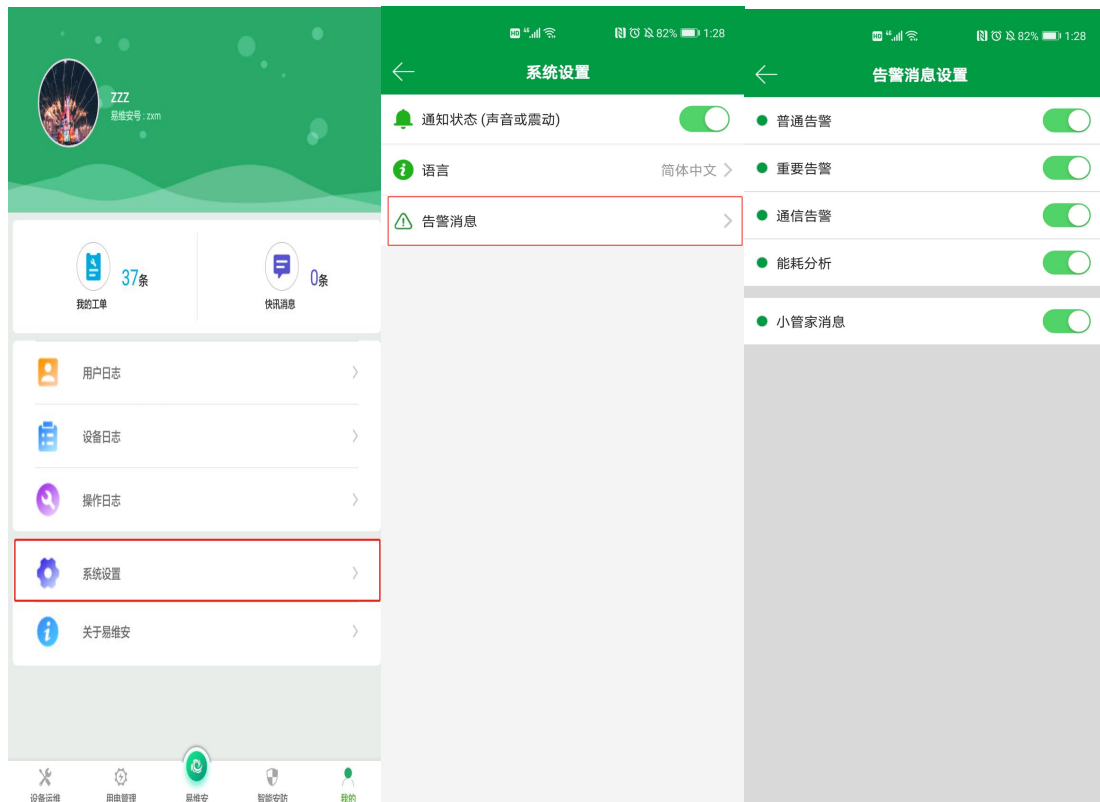 zzz
易维安号 : zxm
37条
我的工单
0条
快讯消息
用户日志
设备日志
操作日志
系统设置
关于易维安
设备运维
用电管理
易维安
智能安防
我的
82% 1:28
系统设置
通知状态 (声音或震动)
语言
简体中文
告警消息
82% 1:28
告警消息设置
普通告警
重要告警
通信告警
能耗分析
小管家消息